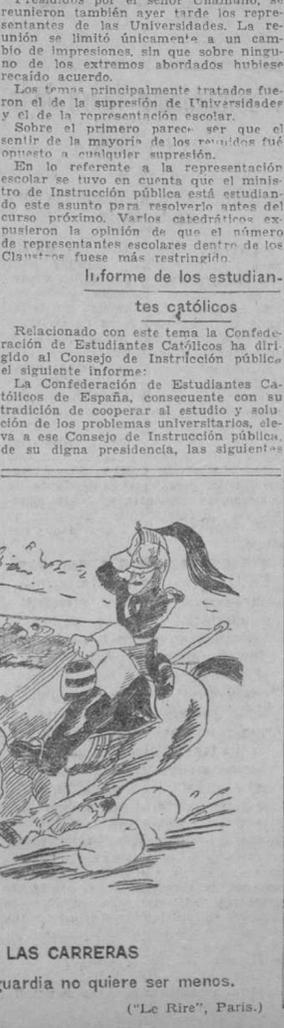 Presididos por el señor Unamuno, se
reunieron también ayer tarde los repre-
sentantes de las Universidades. La re-
unión se limitó únicamente a un cam-
bio de impresiones, sin que sobre ningu-
no de los extremos abordados hubiese
recaído acuerdo.
Los temas principalmente tratados fue-
ron el de la supresión de Universidades
y el de la representación escolar.
Sobre el primero parece ser que el
sentir de la mayoría de los reunidos fué
opuesto a cualquier supresión.
En lo referente a la representación
escolar se tuvo en cuenta que el minis-
tro de Instrucción pública está estudian-
do este asunto para resolverlo antes del
curso próximo. Varios catedráticos ex-
pusieron la opinión de que el número
de representantes escolares dentro de los
Claustros fuese más restringido.
Informe de los estudian-
tes católicos
Relacionado con este tema la Confede-
ración de Estudiantes Católicos ha diri-
gido al Consejo de Instrucción pública
el siguiente informe:
La Confederación de Estudiantes Ca-
tólicos de España, consecuente con su
tradición de cooperar al estudio y solu
ción de los problemas universitarios, ele-
va a ese Consejo de Instrucción pública,
de su digna presidencia, las siguientes
LAS CARRERAS
guardia no quiere ser menos.
("Le Rire", Paris.)